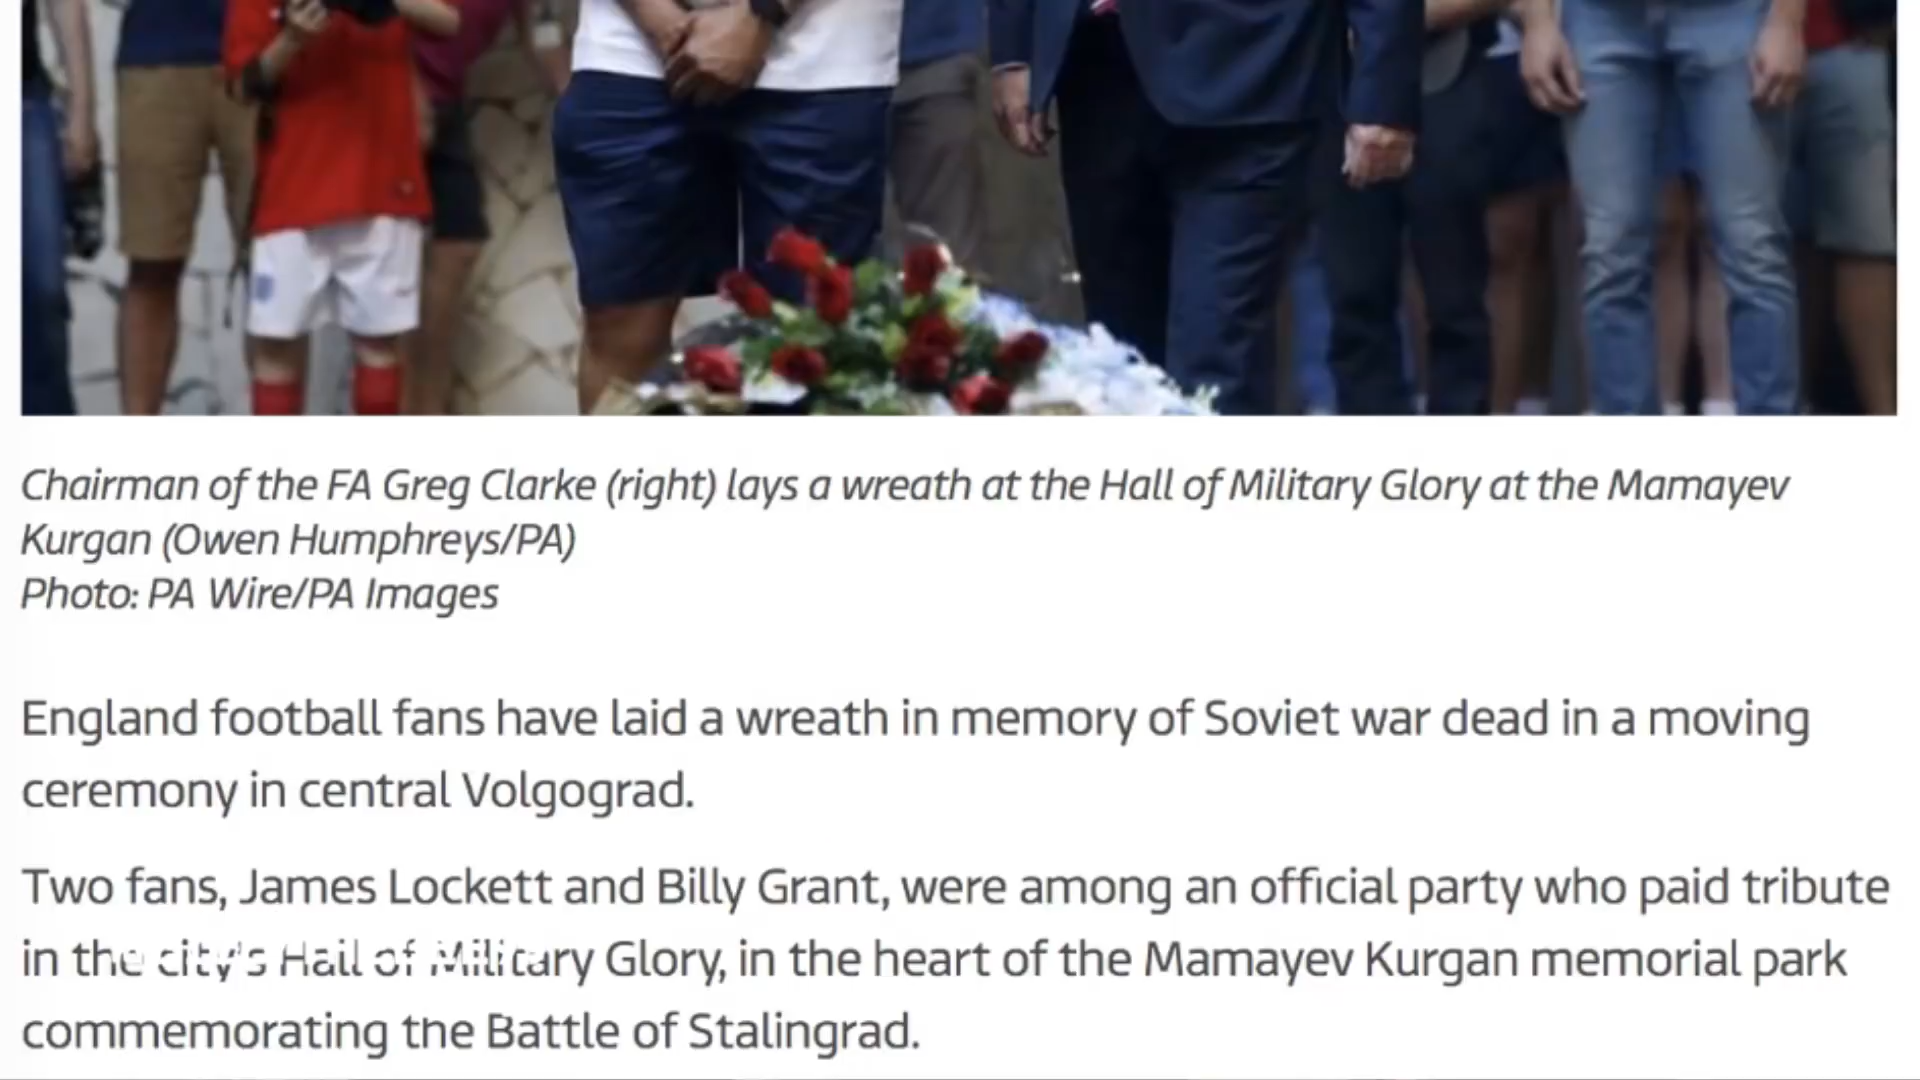 Chairman of the FA Greg Clarke (right) lays a wreath at the Hall of Military Glory at the Mamayev
Kurgan (Owen Humphreys/PA)
Photo: PA Wire/PA Images
England football fans have laid a wreath in memory of Soviet war dead in a moving
ceremony in central Volgograd.
Two fans, James Lockett and Billy Grant, were among an official party who paid tribute
in the city's Hall of Military Glory, in the heart of the Mamayev Kurgan memorial park
commemorating the Battle of Stalingrad.